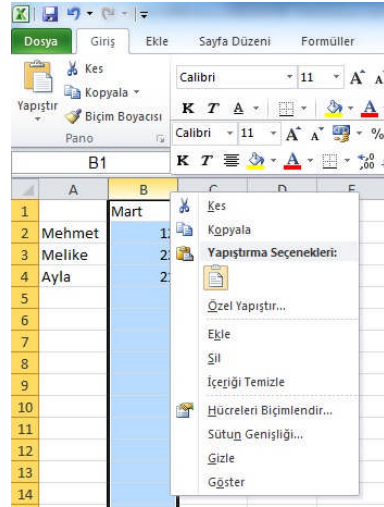 Dosya Giriş Ekle Sayfa Düzeni Formüller
Kes
Kopyala
Biçim Boyacısı
Yapıştır
Pano
Calibri 11 A A
K T A A
Calibri 11 A A %
K T A
B1
A B C D E
1 Mart
2 Mehmet
3 Melike
4 Ayla
5
6
7
8
9
10
11
12
13
14
Kes
Kopyala
Yapıştırma Seçenekleri:
Özel Yapıştır...
Ekle
Sil
İçeriği Temizle
Hücreleri Biçimlendir...
Sütun Genişliği...
Gizle
Göster